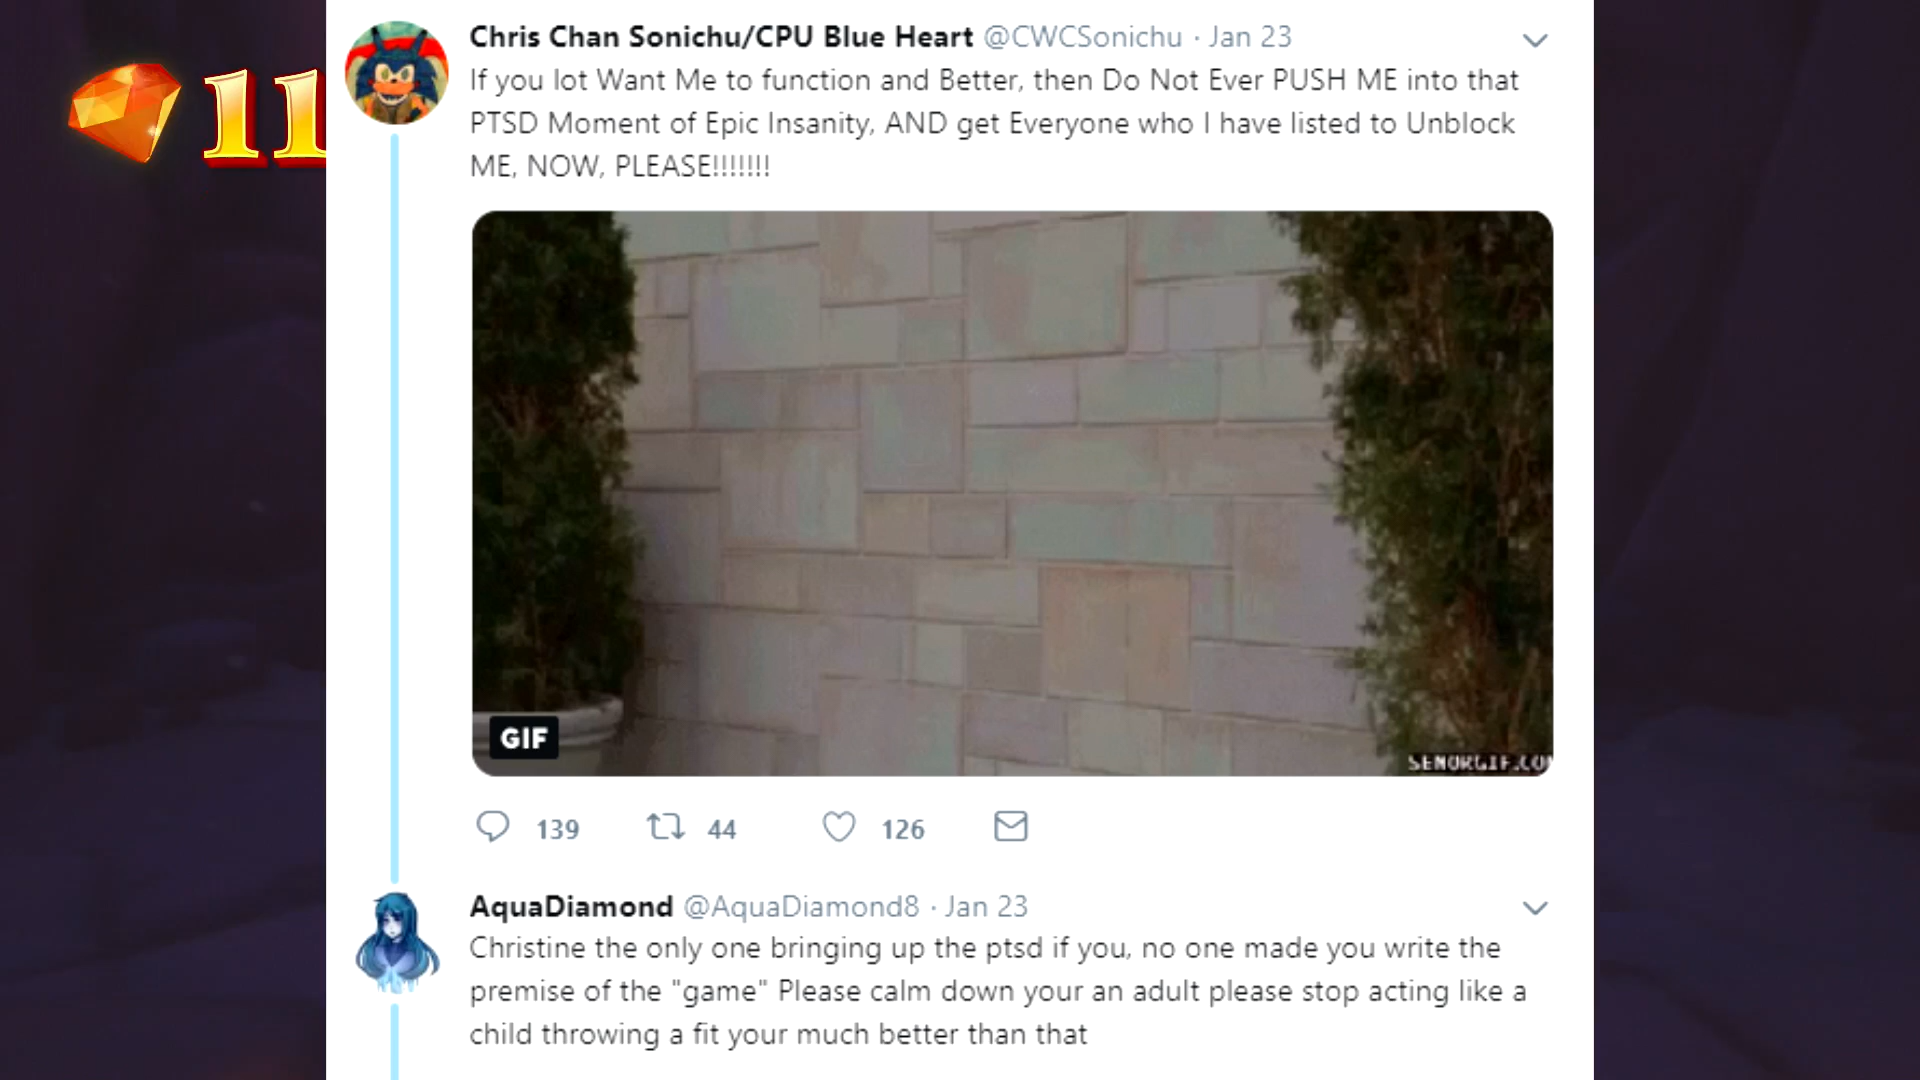 11
Chris Chan Sonichu/CPU Blue Heart @CWCSonichu · Jan 23
If you lot Want Me to function and Better, then Do Not Ever PUSH ME into that
PTSD Moment of Epic Insanity, AND get Everyone who I have listed to Unblock
ME, NOW, PLEASE!!!!!!!
GIF
SENORGIF.COM
139 44 126
AquaDiamond @AquaDiamond8 · Jan 23
Christine the only one bringing up the ptsd if you, no one made you write the
premise of the "game" Please calm down your an adult please stop acting like a
child throwing a fit your much better than that